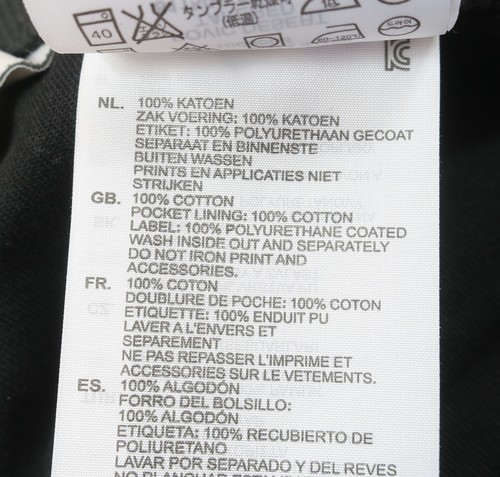 40
タンブラー乾燥
(低温)
60-120℃
드라이
NL. 100% KATOEN
ZAK VOERING: 100% KATOEN
ETIKET: 100% POLYURETHAAN GECOAT
SEPARAAT EN BINNENSTE
BUITEN WASSEN
PRINTS EN APPLICATIES NIET
STRIJKEN
GB. 100% COTTON
POCKET LINING: 100% COTTON
LABEL: 100% POLYURETHANE COATED
WASH INSIDE OUT AND SEPARATELY
DO NOT IRON PRINT AND
ACCESSORIES.
FR. 100% COTON
DOUBLURE DE POCHE: 100% COTON
ETIQUETTE: 100% ENDUIT PU
LAVER A L'ENVERS ET
SEPAREMENT
NE PAS REPASSER L'IMPRIME ET
ACCESSORIES SUR LE VETEMENTS.
ES. 100% ALGODÓN
FORRO DEL BOLSILLO:
100% ALGODÓN
ETIQUETA: 100% RECUBIERTO DE
POLIURETANO
LAVAR POR SEPARADO Y DEL REVES